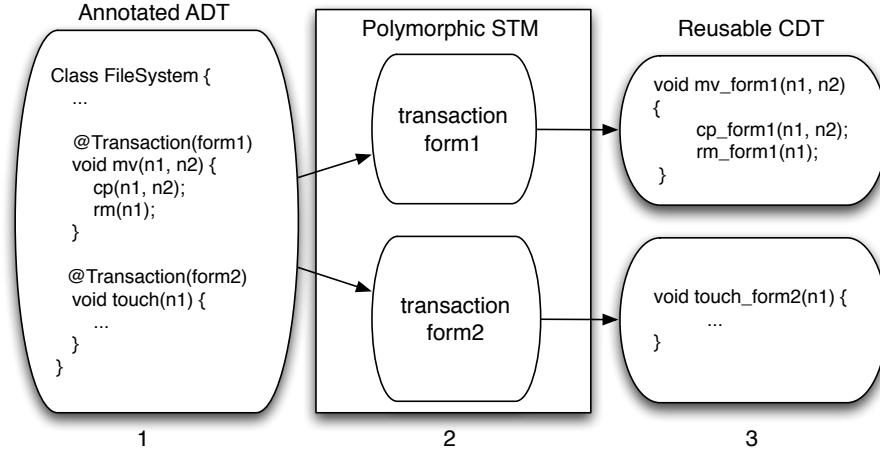 Annotated ADT
Class FileSystem {
...
@Transaction(form1)
void mv(n1, n2) {
cp(n1, n2);
rm(n1);
}
@Transaction(form2)
void touch(n1) {
...
}
}
1
Polymorphic STM
transaction
form1
transaction
form2
2
Reusable CDT
void mv_form1(n1, n2)
{
cp_form1(n1, n2);
rm_form1(n1);
}
void touch_form2(n1) {
...
}
3